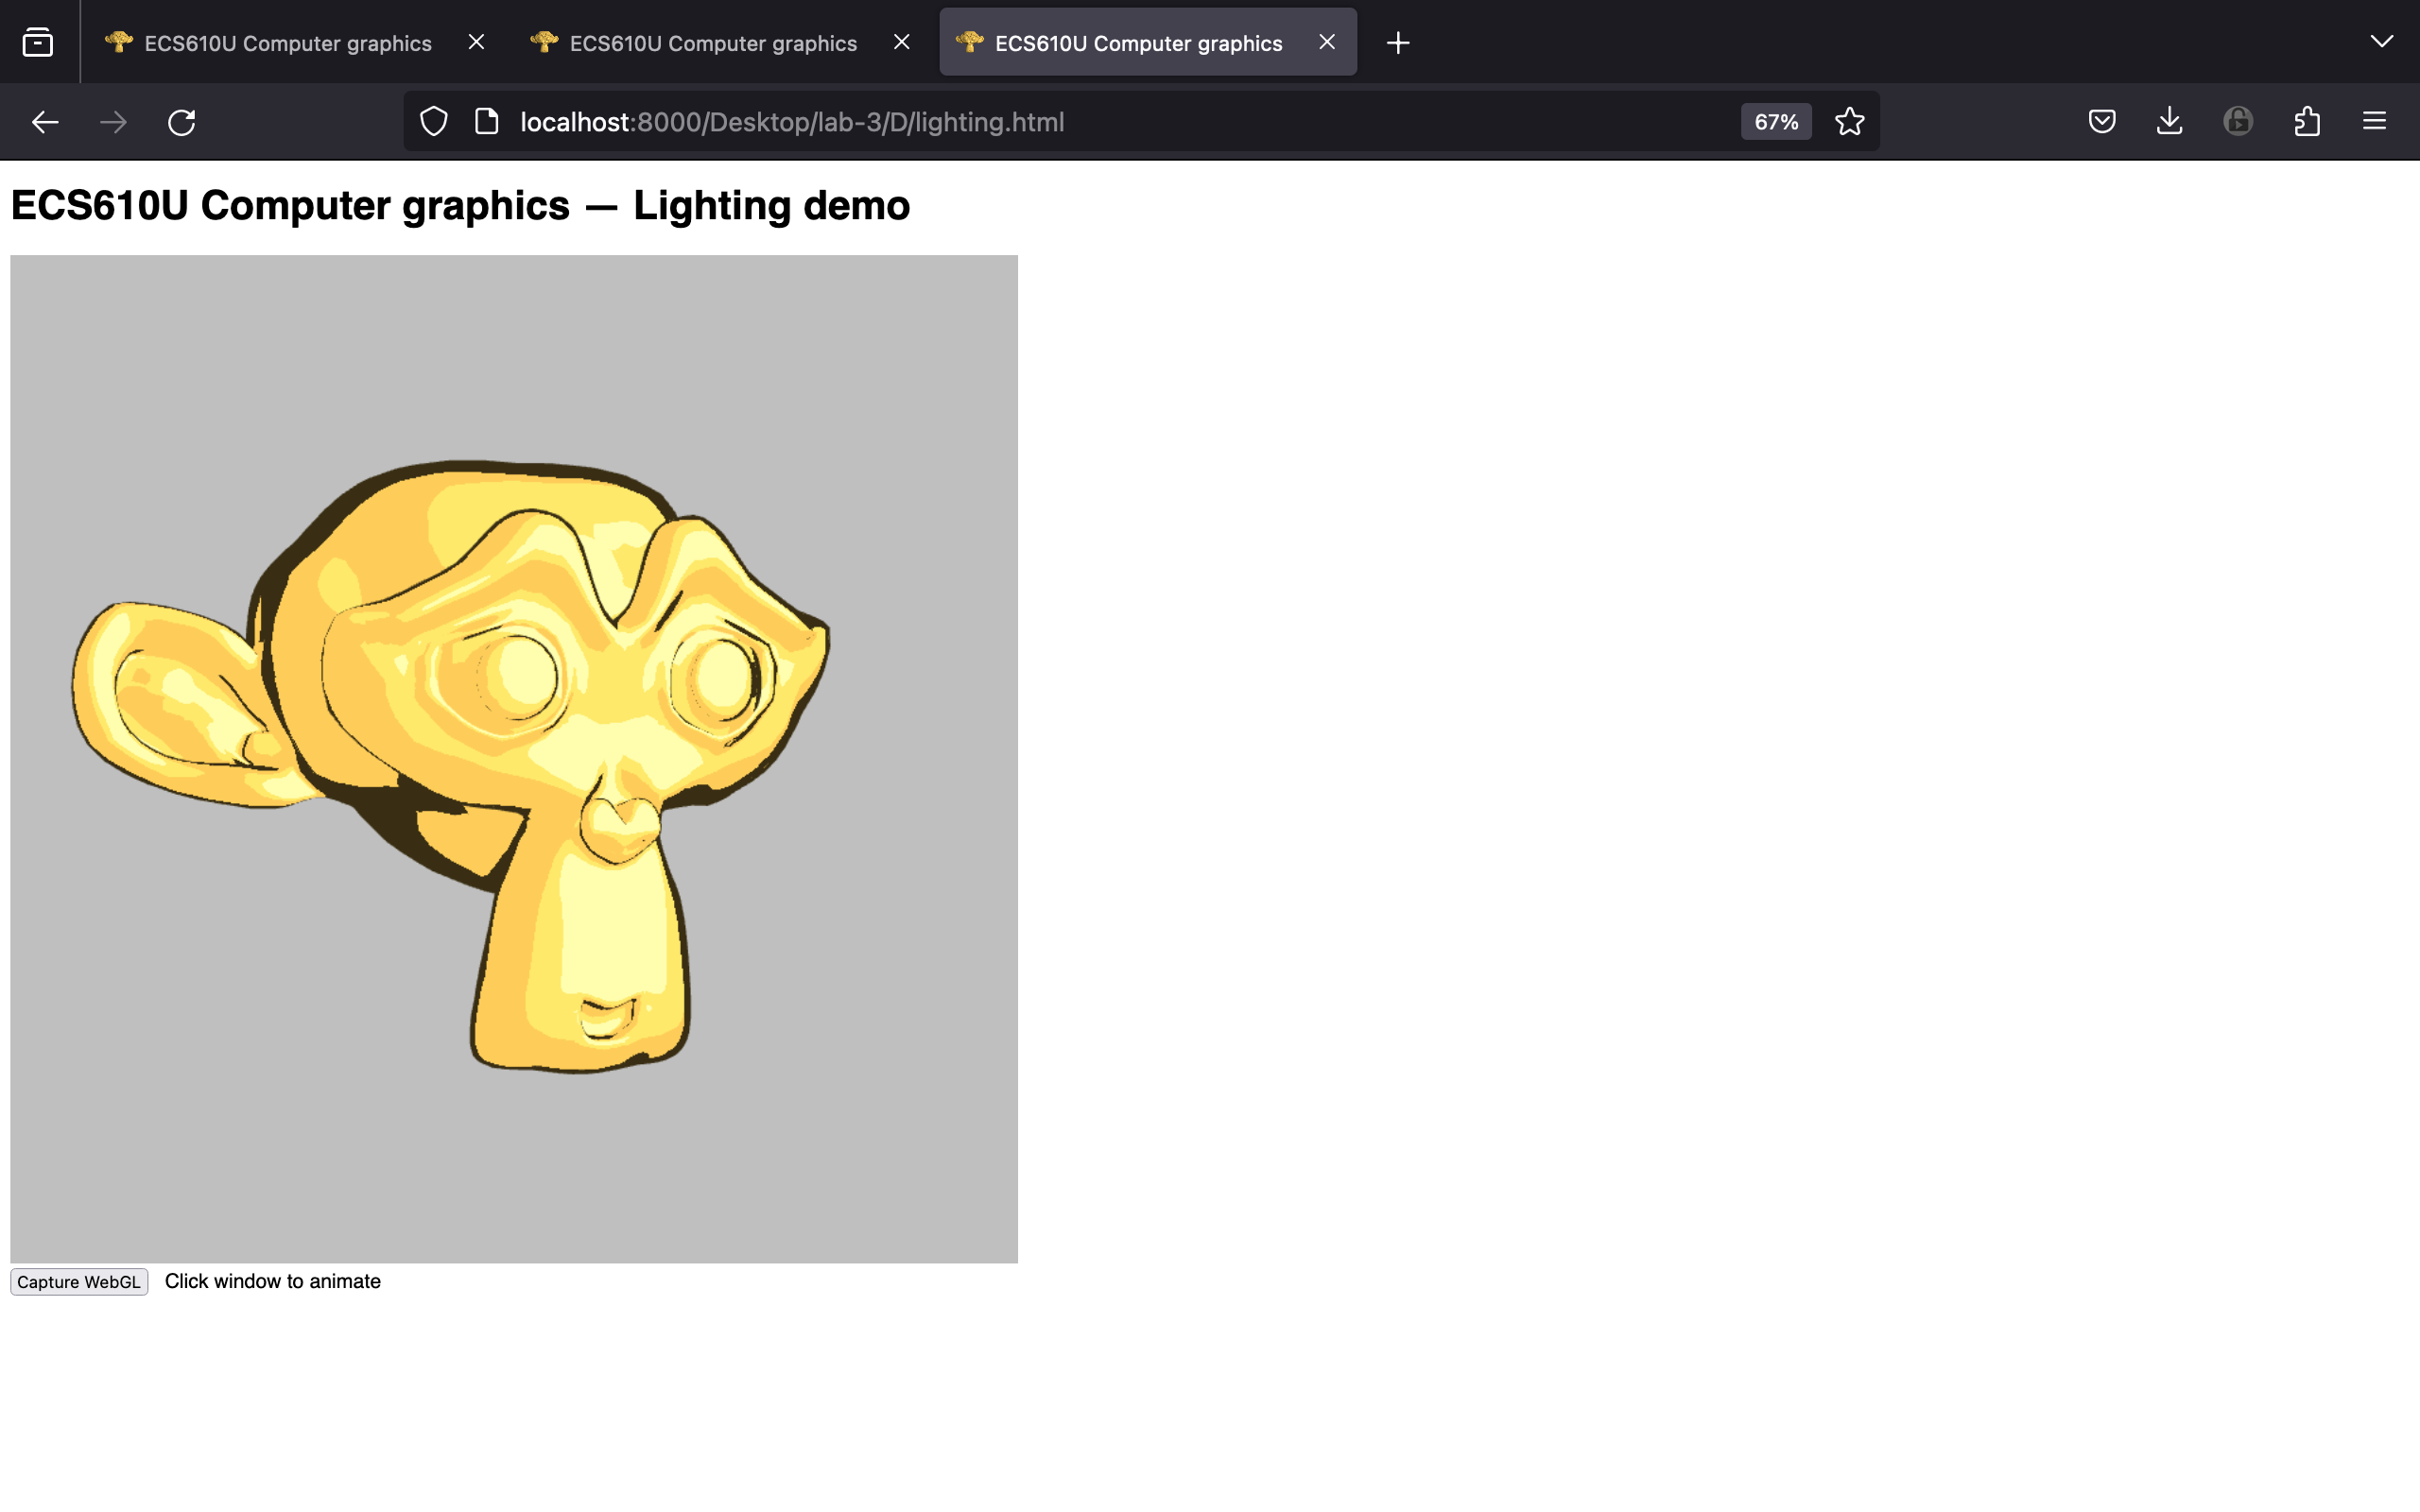 ECS610U Computer graphics
ECS610U Computer graphics
ECS610U Computer graphics
localhost:8000/Desktop/lab-3/D/lighting.html
67%
ECS610U Computer graphics — Lighting demo
Capture WebGL
Click window to animate